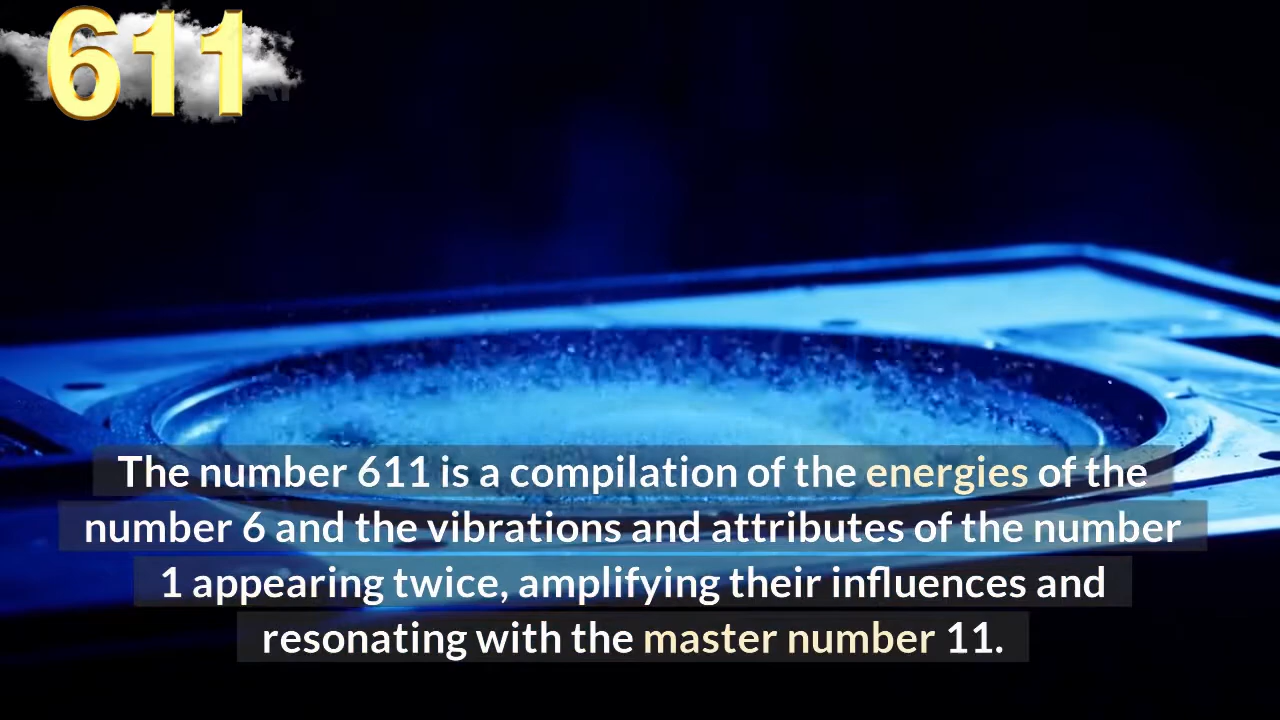 611
The number 611 is a compilation of the energies of the
number 6 and the vibrations and attributes of the number
1 appearing twice, amplifying their influences and
resonating with the master number 11.